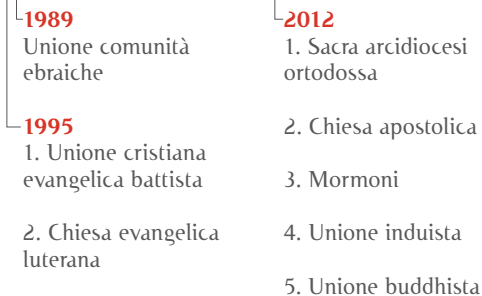 1989
Unione comunità
ebraiche
1995
1. Unione cristiana
evangelica battista
2. Chiesa evangelica
luterana
2012
1. Sacra arcidiocesi
ortodossa
2. Chiesa apostolica
3. Mormoni
4. Unione induista
5. Unione buddhista